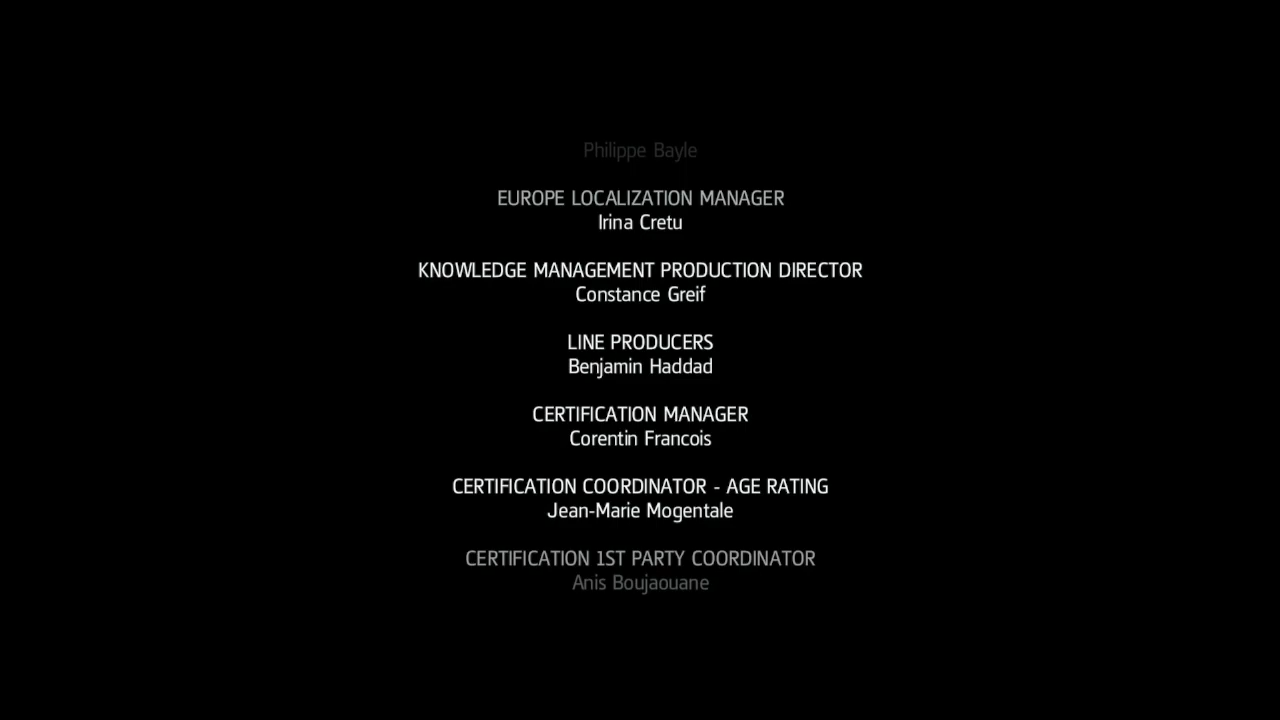 Philippe Bayle
EUROPE LOCALIZATION MANAGER
Irina Cretu
KNOWLEDGE MANAGEMENT PRODUCTION DIRECTOR
Constance Greif
LINE PRODUCERS
Benjamin Haddad
CERTIFICATION MANAGER
Corentin Francois
CERTIFICATION COORDINATOR - AGE RATING
Jean-Marie Mogentale
CERTIFICATION 1ST PARTY COORDINATOR
Anis Boujaouane